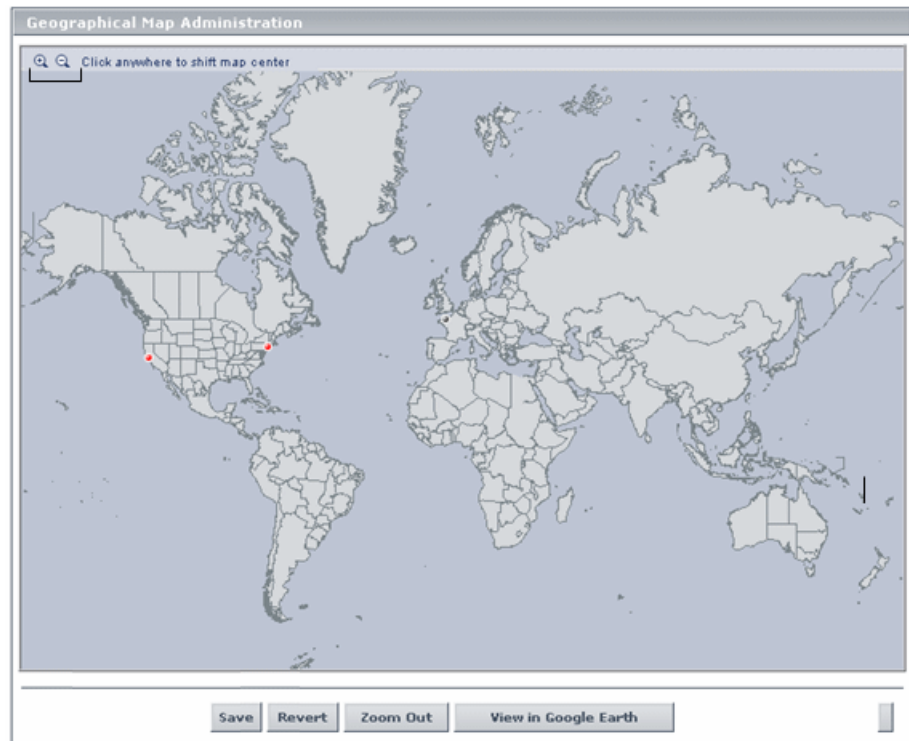 Geographical Map Administration
Click anywhere to shift map center
Save Revert Zoom Out View in Google Earth